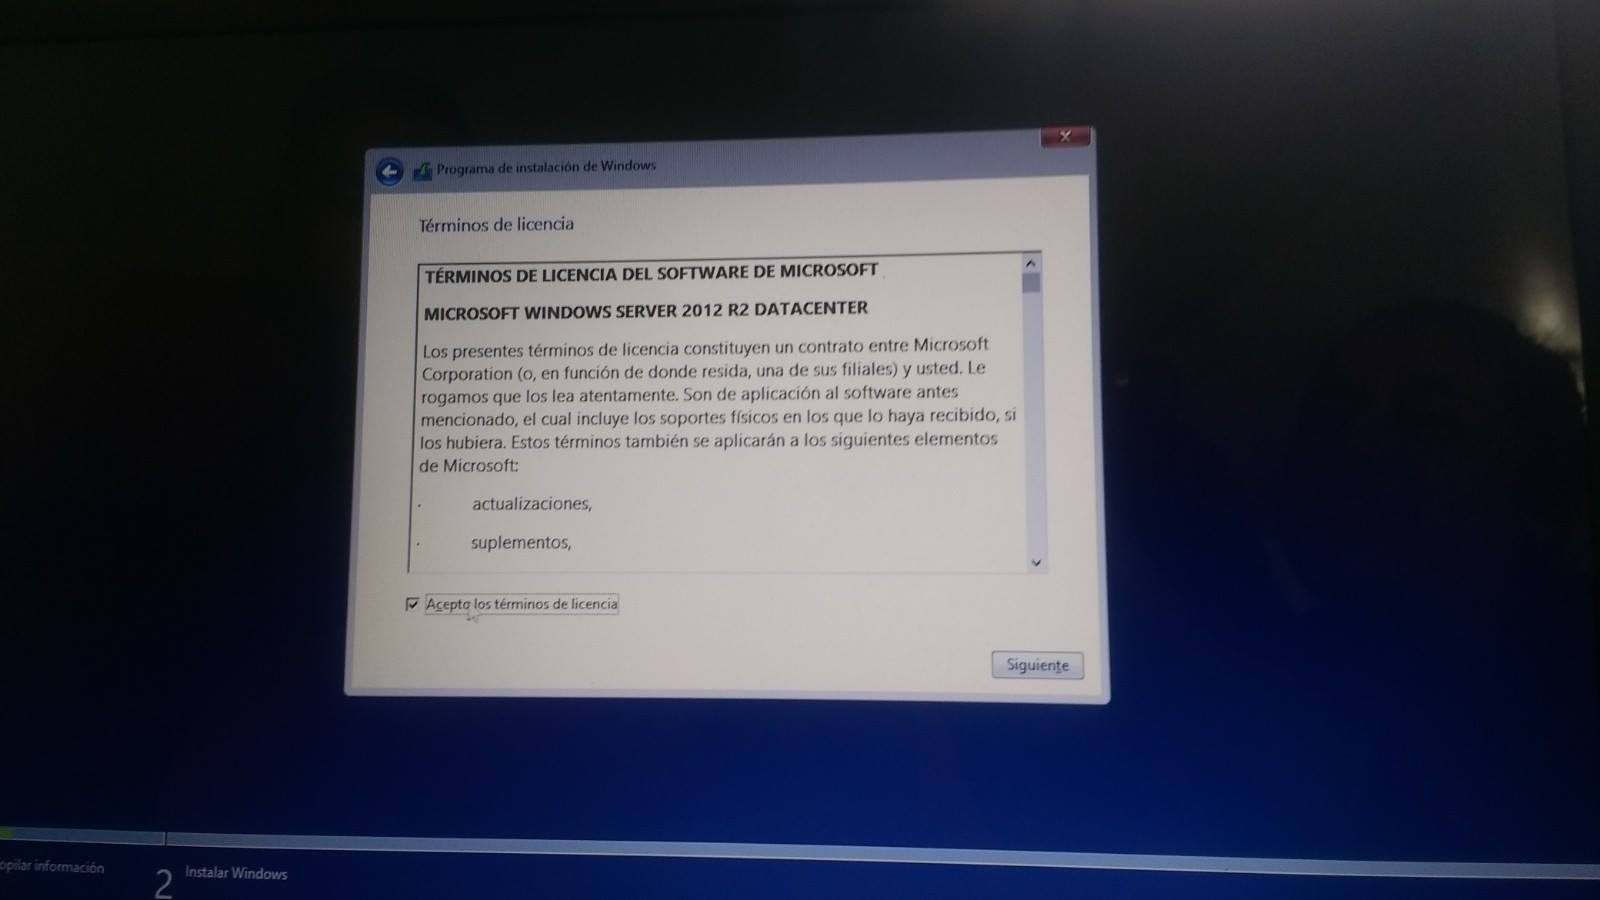 Programa de instalación de Windows
Términos de licencia
TÉRMINOS DE LICENCIA DEL SOFTWARE DE MICROSOFT
MICROSOFT WINDOWS SERVER 2012 R2 DATACENTER
Los presentes términos de licencia constituyen un contrato entre Microsoft
Corporation (o, en función de donde resida, una de sus filiales) y usted. Le
rogamos que los lea atentamente. Son de aplicación al software antes
mencionado, el cual incluye los soportes físicos en los que lo haya recibido, si
los hubiera. Estos términos también se aplicarán a los siguientes elementos
de Microsoft:
· actualizaciones,
· suplementos,
Acepto los términos de licencia
Siguiente
opilar información
2 Instalar Windows